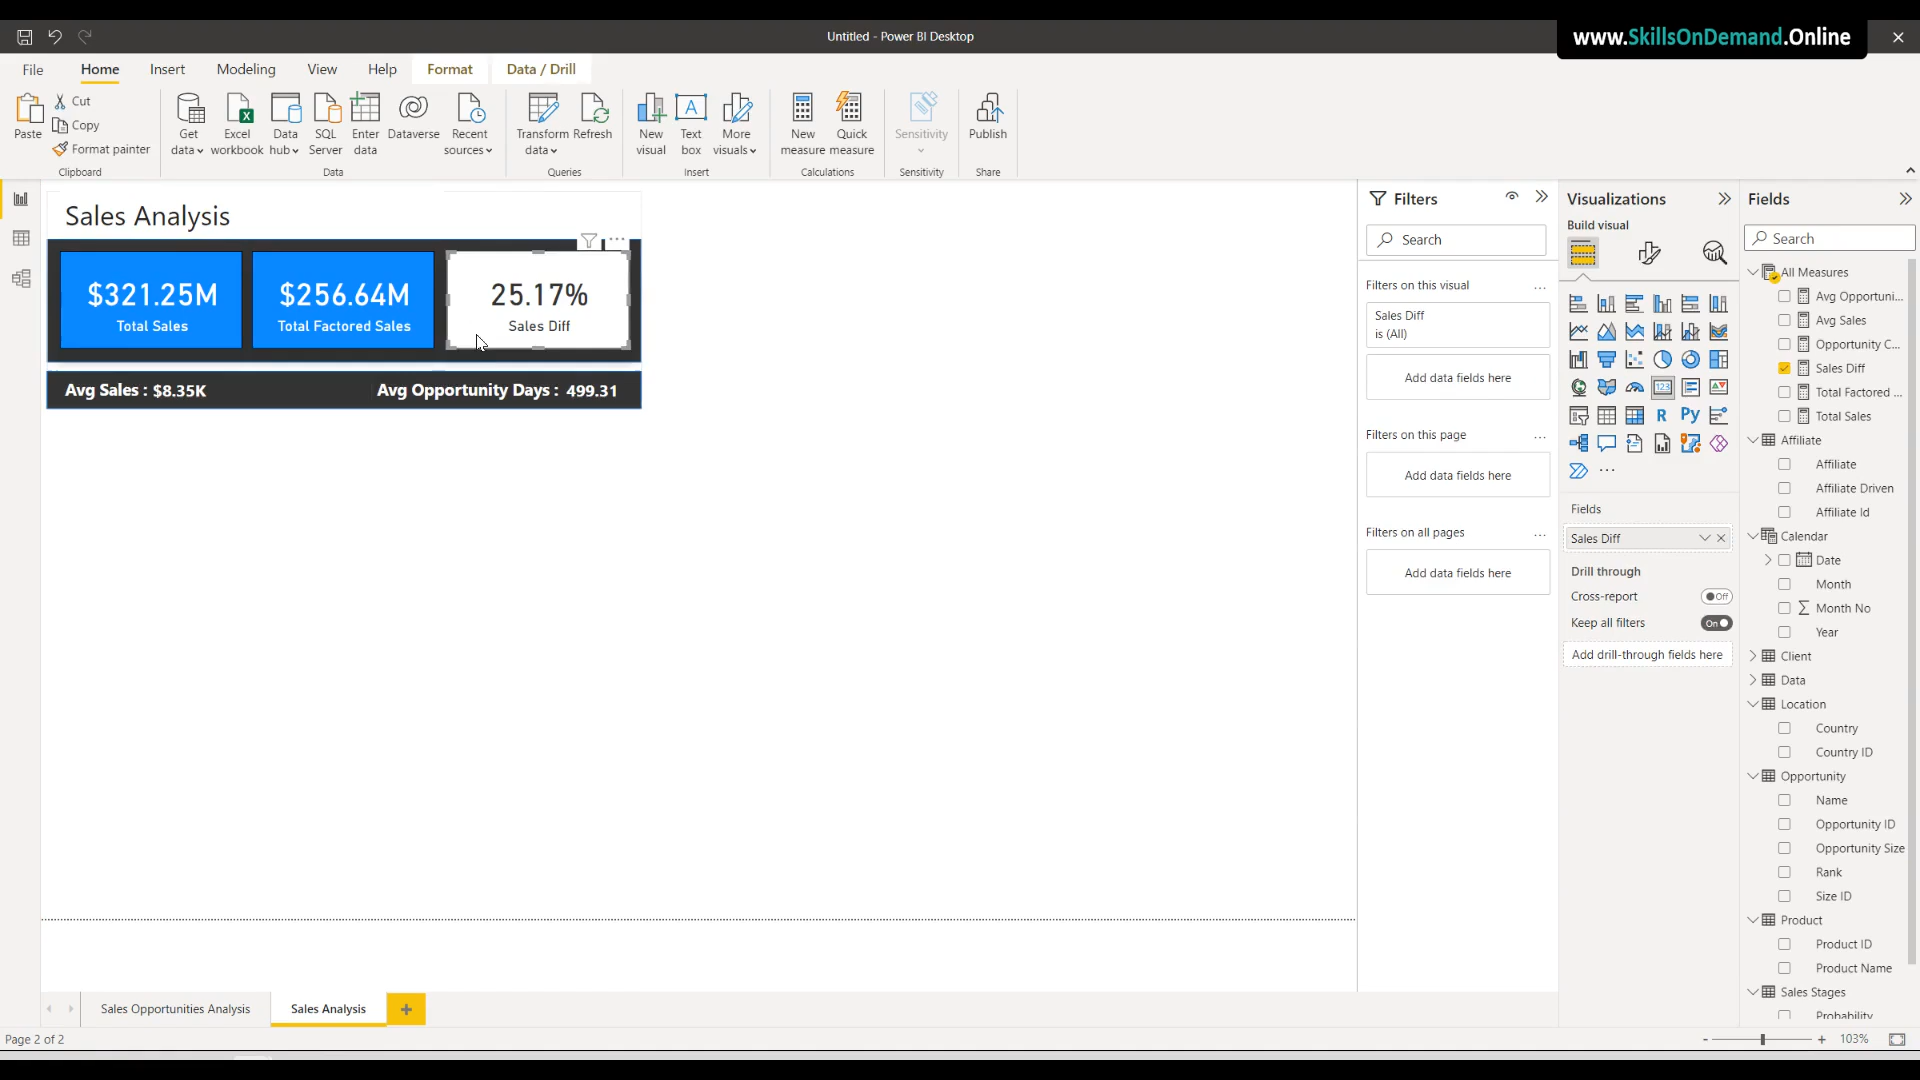 Untitled - Power BI Desktop
www.SkillsOnDemand.Online
File Home Insert Modeling View Help Format Data / Drill
Paste
Cut
Copy
Format painter
Clipboard
Get data
Excel workbook
Data hub
SQL Server
Enter data
Dataverse
Recent sources
Data
Transform data
Refresh
Queries
New visual
A
Text box
More visuals
Insert
New measure
Quick measure
Calculations
Sensitivity
Sensitivity
Publish
Share
Sales Analysis
$321.25M
Total Sales
$256.64M
Total Factored Sales
25.17%
Sales Diff
Avg Sales : $8.35K
Avg Opportunity Days : 499.31
Filters
Search
Filters on this visual ...
Sales Diff
is (All)
Add data fields here
Filters on this page ...
Add data fields here
Filters on all pages ...
Add data fields here
Visualizations
Build visual
123
R
Py
...
Fields
Sales Diff
Drill through
Cross-report Off
Keep all filters On
Add drill-through fields here
Fields
Search
All Measures
Avg Opportuni...
Avg Sales
Opportunity C...
Sales Diff
Total Factored ...
Total Sales
Affiliate
Affiliate
Affiliate Driven
Affiliate Id
Calendar
Date
Month
Month No
Year
Client
Data
Location
Country
Country ID
Opportunity
Name
Opportunity ID
Opportunity Size
Rank
Size ID
Product
Product ID
Product Name
Sales Stages
Probability
Sales Opportunities Analysis
Sales Analysis
Page 2 of 2
- + 103%